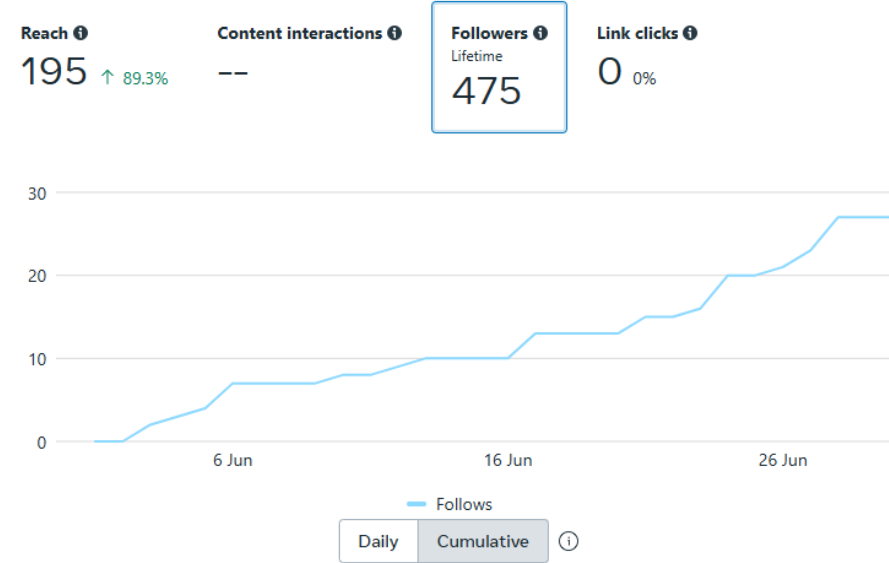 Reach
195 ↑ 89.3%
Content interactions
--
Followers
Lifetime
475
Link clicks
0 0%
30
20
10
0
6 Jun 16 Jun 26 Jun
Follows
Daily Cumulative